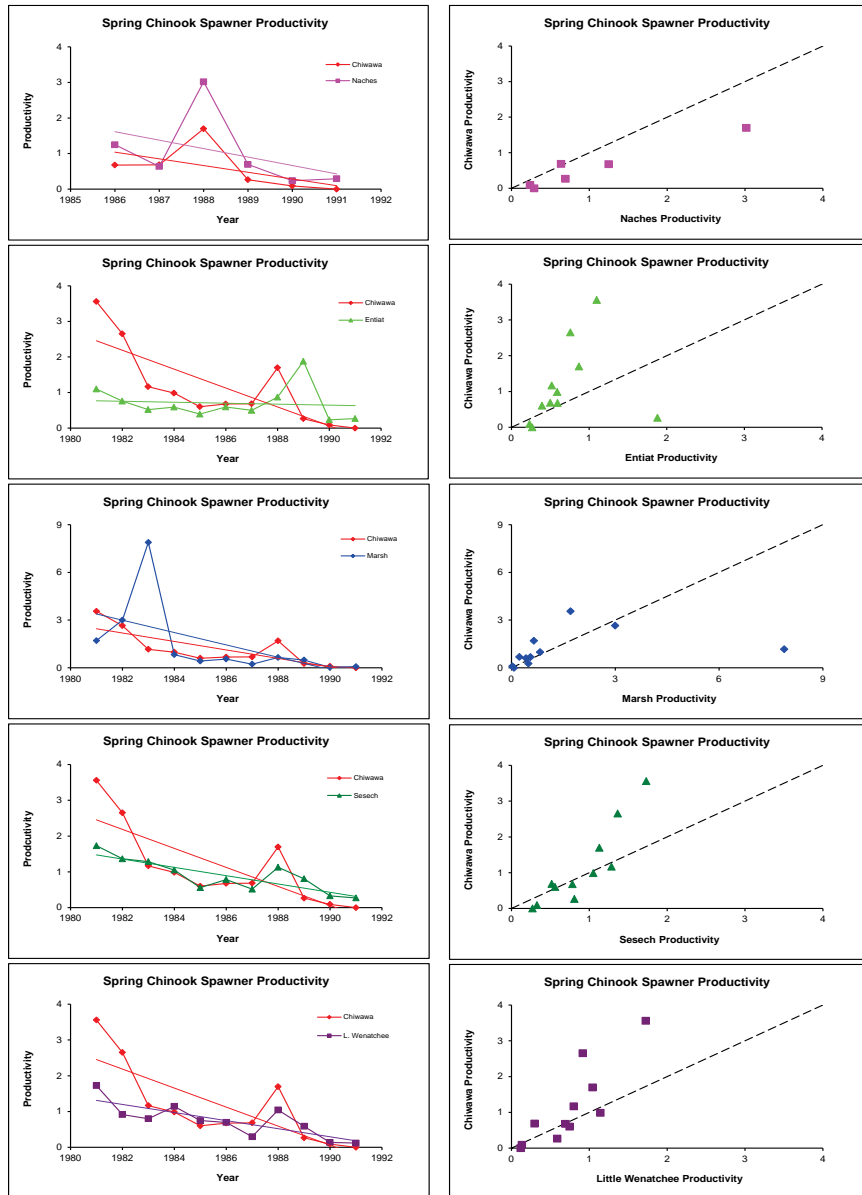 Spring Chinook Spawner Productivity
4
3
2
1
0
Productivity
1985 1986 1987 1988 1989 1990 1991 1992
Year
Chiwawa
Naches
Spring Chinook Spawner Productivity
4
3
2
1
0
Chiwawa Productivity
0 1 2 3 4
Naches Productivity
Spring Chinook Spawner Productivity
4
3
2
1
0
Productivity
1980 1982 1984 1986 1988 1990 1992
Year
Chiwawa
Entiat
Spring Chinook Spawner Productivity
4
3
2
1
0
Chiwawa Productivity
0 1 2 3 4
Entiat Productivity
Spring Chinook Spawner Productivity
9
6
3
0
Productivity
1980 1982 1984 1986 1988 1990 1992
Year
Chiwawa
Marsh
Spring Chinook Spawner Productivity
9
6
3
0
Chiwawa Productivity
0 3 6 9
Marsh Productivity
Spring Chinook Spawner Productivity
4
3
2
1
0
Prodcutivity
1980 1982 1984 1986 1988 1990 1992
Year
Chiwawa
Sesech
Spring Chinook Spawner Productivity
4
3
2
1
0
Chiwawa Productivity
0 1 2 3 4
Sesech Productivity
Spring Chinook Spawner Productivity
4
3
2
1
0
Productivity
1980 1982 1984 1986 1988 1990 1992
Year
Chiwawa
L. Wenatchee
Spring Chinook Spawner Productivity
4
3
2
1
0
Chiwawa Productivity
0 1 2 3 4
Little Wenatchee Productivity